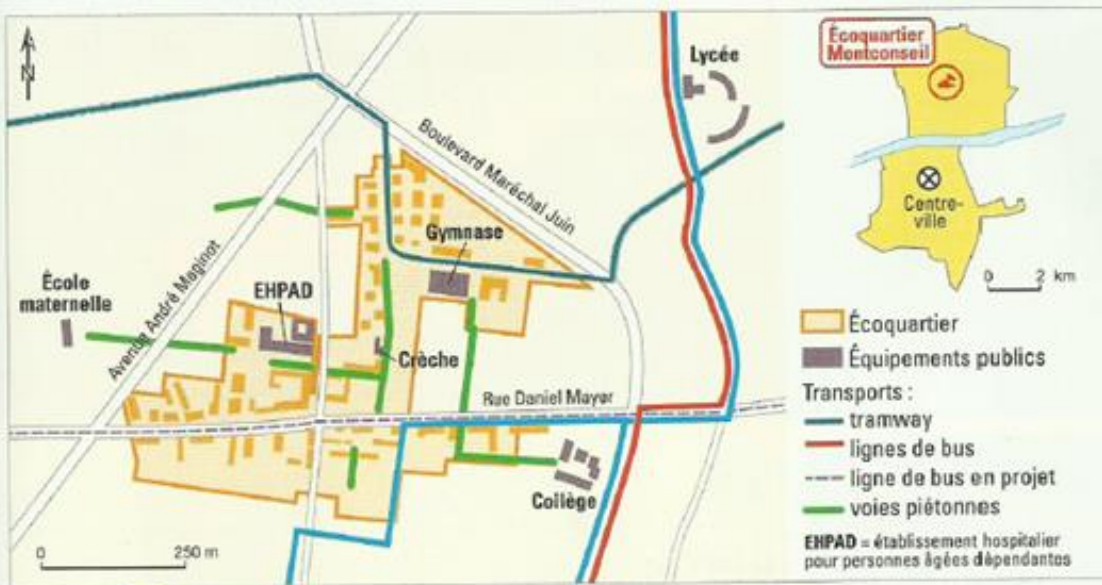 N
Lycée
Boulevard Maréchal Juin
Gymnase
École
maternelle
Avenue André Maginot
EHPAD
Crèche
Rue Daniel Mayer
Collège
0 250 m
Écoquartier
Montconseil
Centre-
ville
0 2 km
Écoquartier
Équipements publics
Transports :
tramway
lignes de bus
ligne de bus en projet
voies piétonnes
EHPAD = établissement hospitalier
pour personnes âgées dépendantes